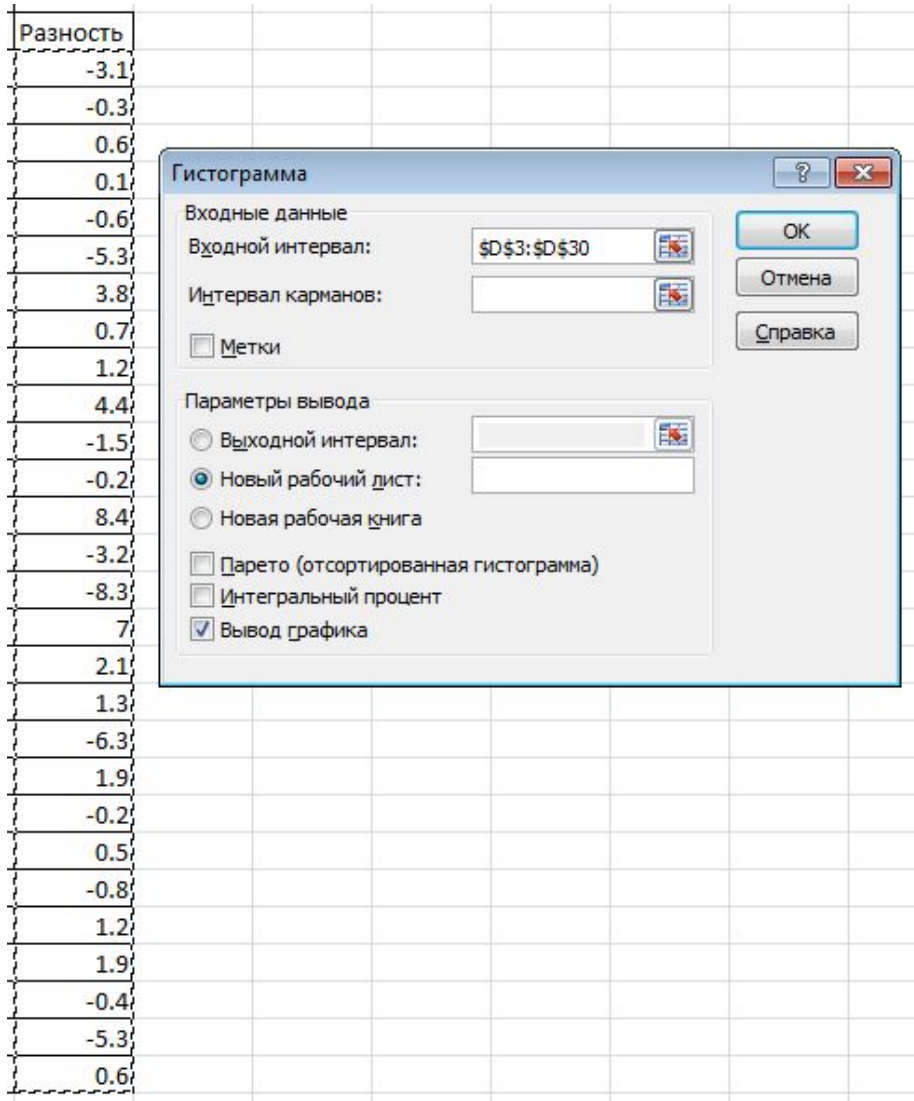 Разность
-3.1
-0.3
0.6
0.1
-0.6
-5.3
3.8
0.7
1.2
4.4
-1.5
-0.2
8.4
-3.2
-8.3
7
2.1
1.3
-6.3
1.9
-0.2
0.5
-0.8
1.2
1.9
-0.4
-5.3
0.6
Гистограмма
Входные данные
Входной интервал: $D$3:$D$30
Интервал карманов:
Метки
Параметры вывода
Выходной интервал:
Новый рабочий лист:
Новая рабочая книга
Парето (отсортированная гистограмма)
Интегральный процент
Вывод графика
ОК
Отмена
Справка